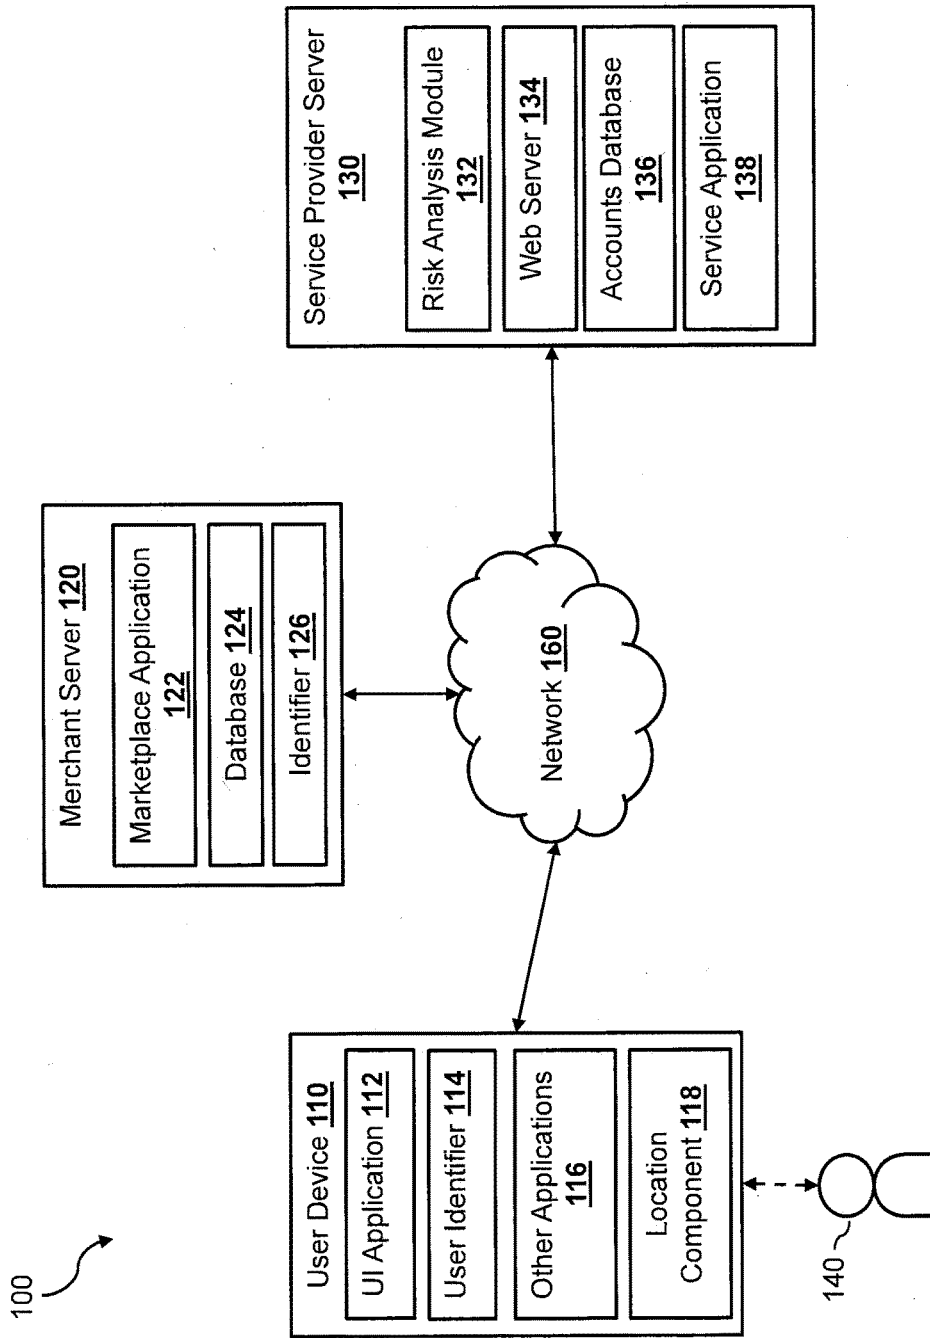 100
User Device 110
UI Application 112
User Identifier 114
Other Applications
116
Location
Component 118
140
Merchant Server 120
Marketplace Application
122
Database 124
Identifier 126
Network 160
Service Provider Server
130
Risk Analysis Module
132
Web Server 134
Accounts Database
136
Service Application
138